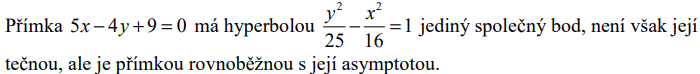 Přímka 5x − 4y + 9 = 0 má hyperbolou y²/25 − x²/16 = 1 jediný společný bod, není však její
tečnou, ale je přímkou rovnoběžnou s její asymptotou.